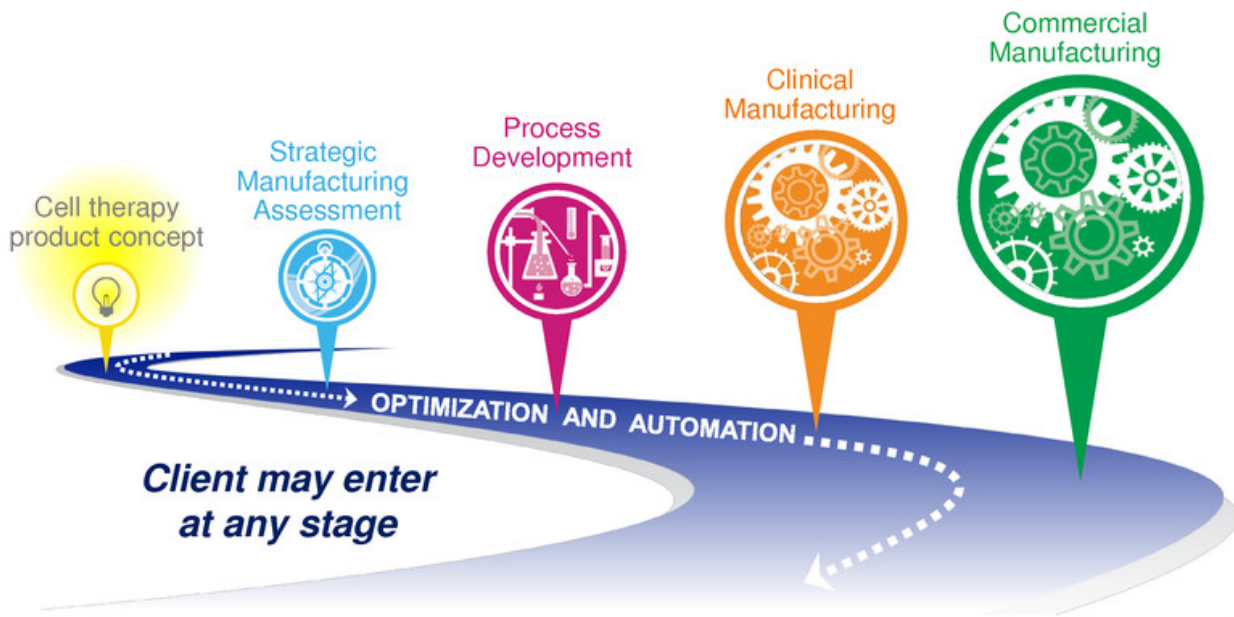 Cell therapy
product concept
Strategic
Manufacturing
Assessment
Process
Development
Clinical
Manufacturing
Commercial
Manufacturing
OPTIMIZATION AND AUTOMATION
Client may enter
at any stage